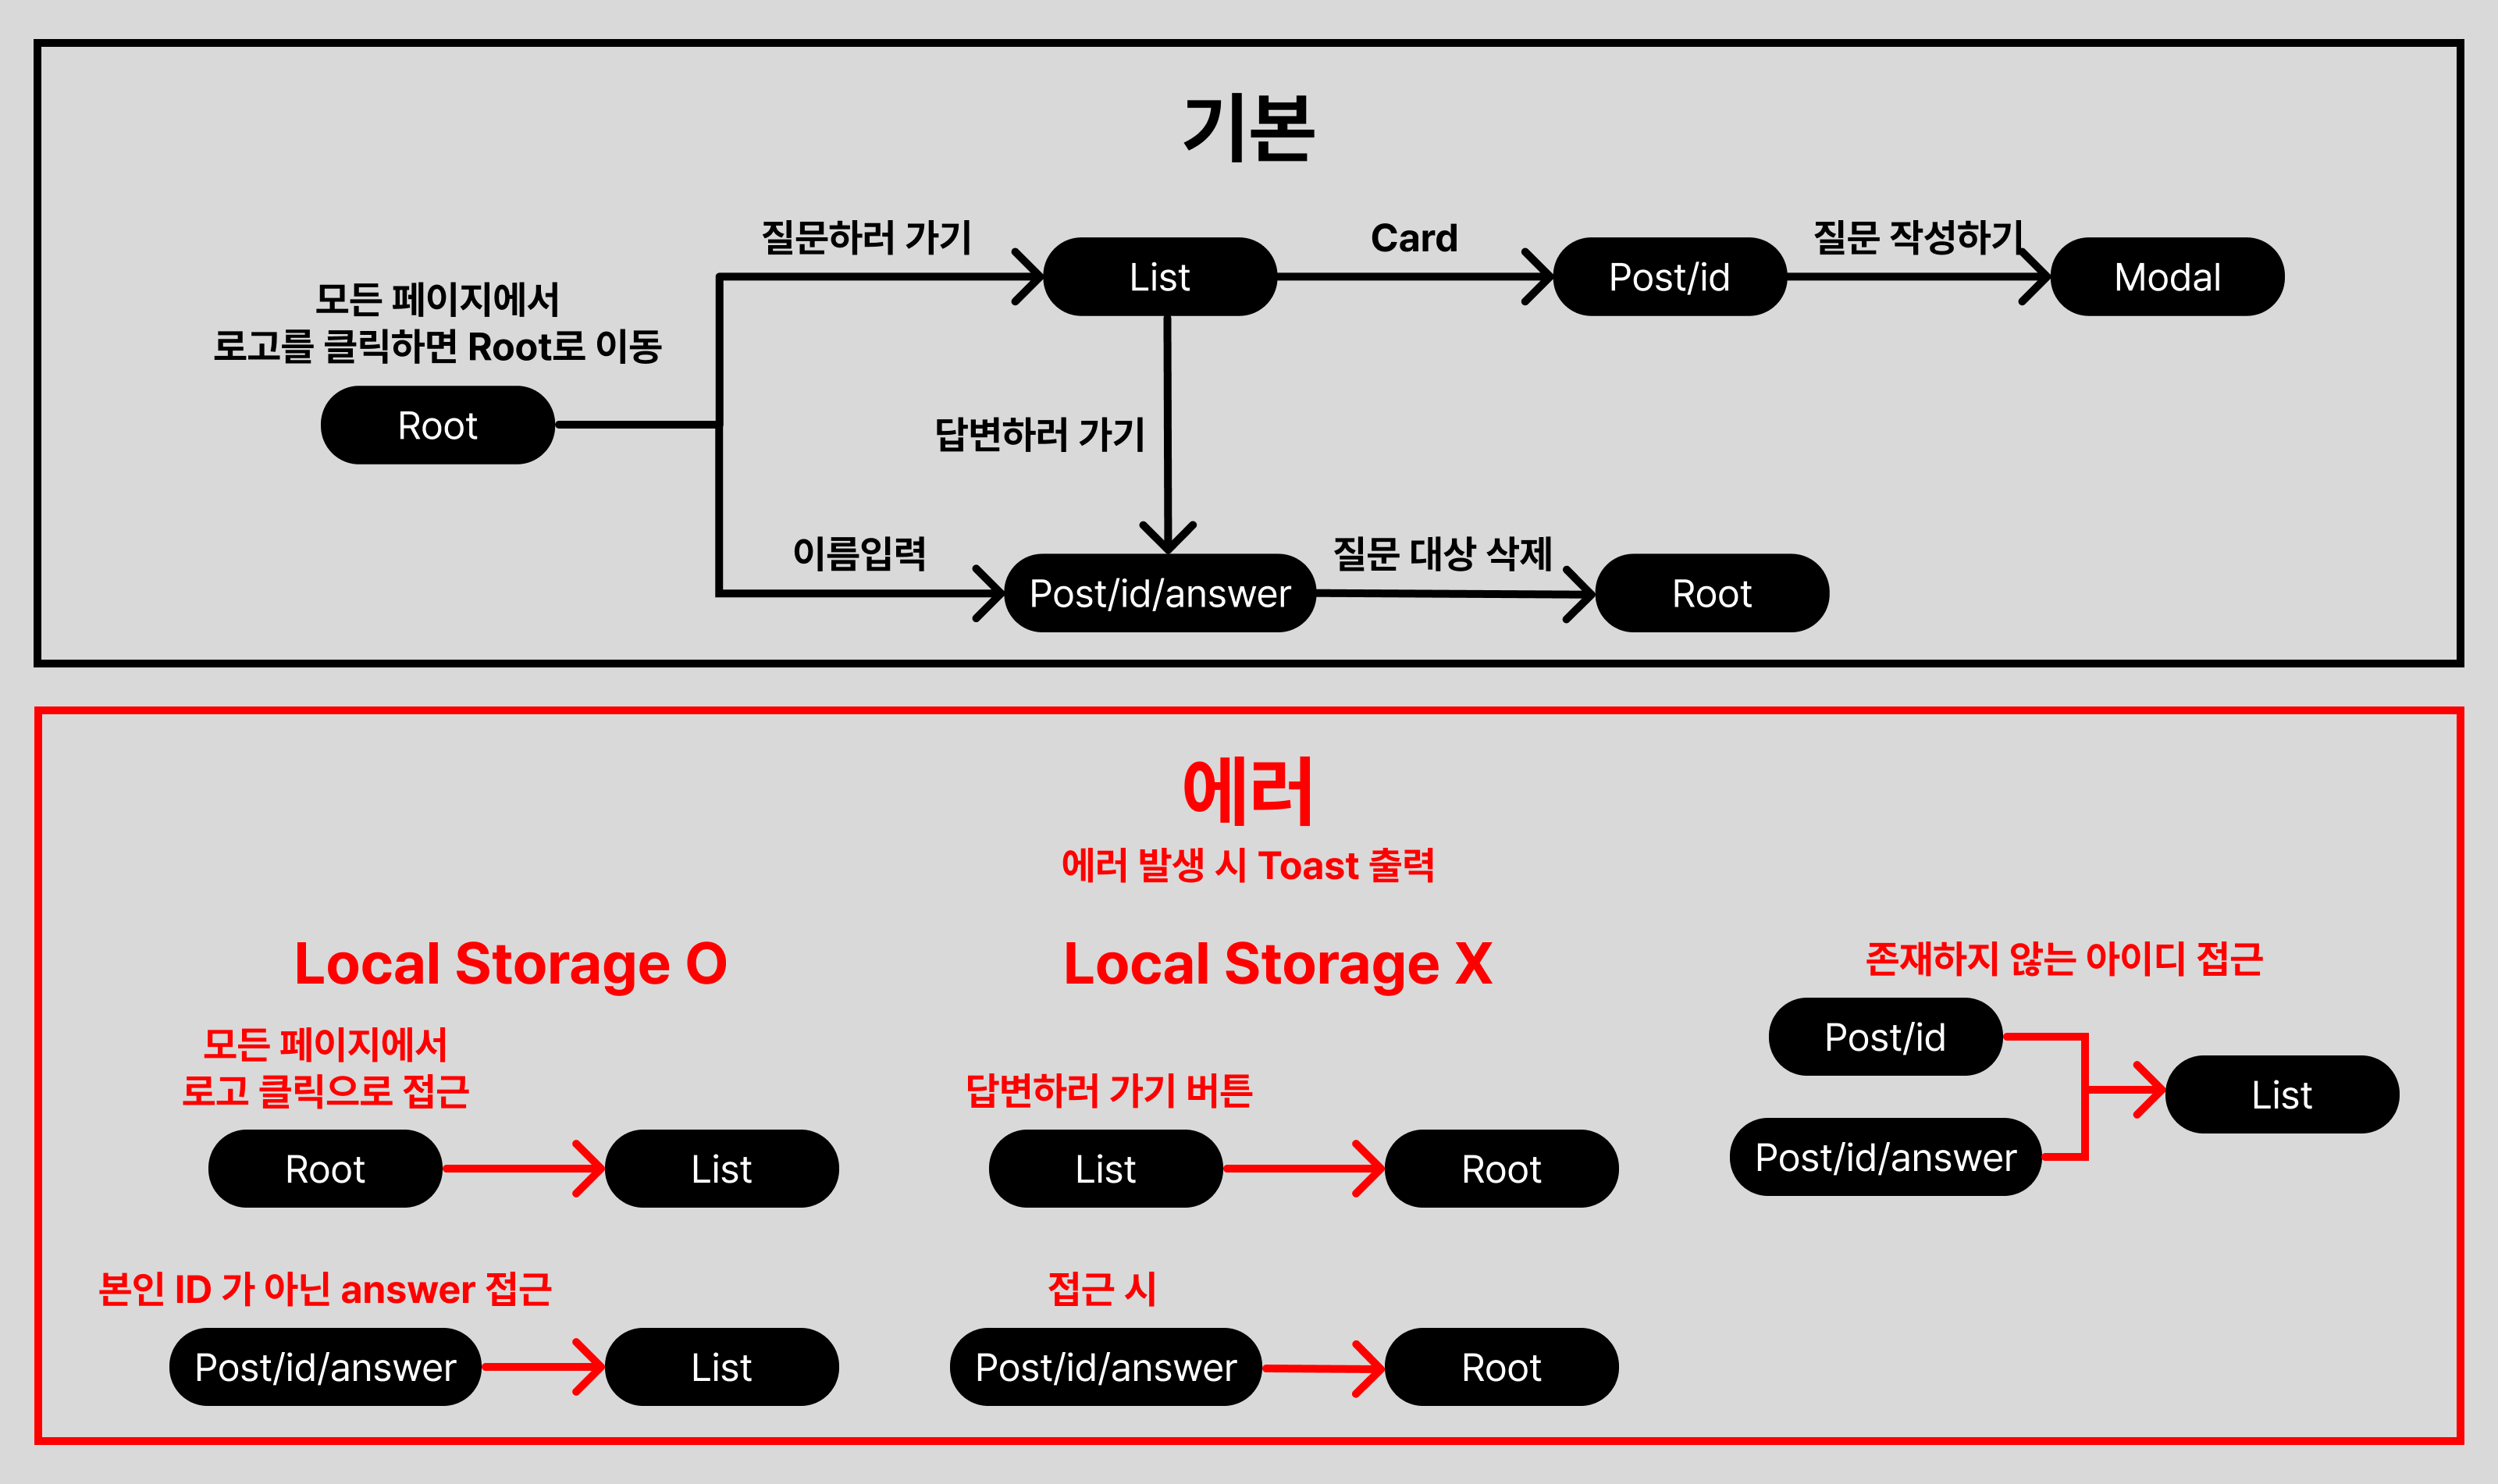 기본
질문하러 가기
Card
질문 작성하기
List
Post/id
Modal
모든 페이지에서
로고를 클릭하면 Root로 이동
Root
답변하러 가기
이름입력
질문 대상 삭제
Post/id/answer
Root
에러
에러 발생 시 Toast 출력
Local Storage O
모든 페이지에서
로고 클릭으로 접근
Root
List
본인 ID 가 아닌 answer 접근
Post/id/answer
List
Local Storage X
답변하러 가기 버튼
List
Root
접근 시
Post/id/answer
Root
존재하지 않는 아이디 접근
Post/id
List
Post/id/answer